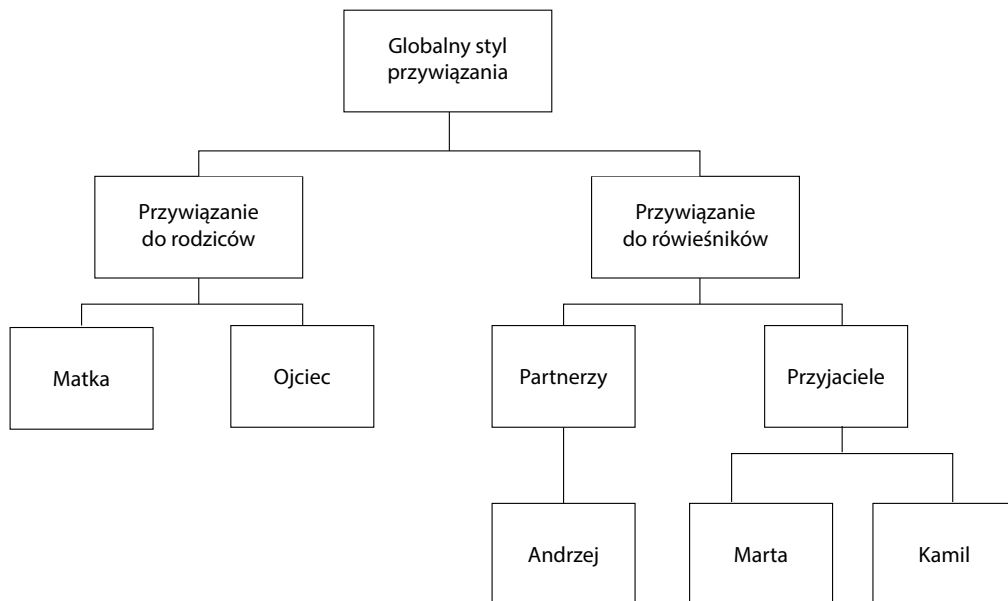 Globalny styl
przywiązania
Przywiązanie
do rodziców
Przywiązanie
do rówieśników
Matka
Ojciec
Partnerzy
Przyjaciele
Andrzej
Marta
Kamil